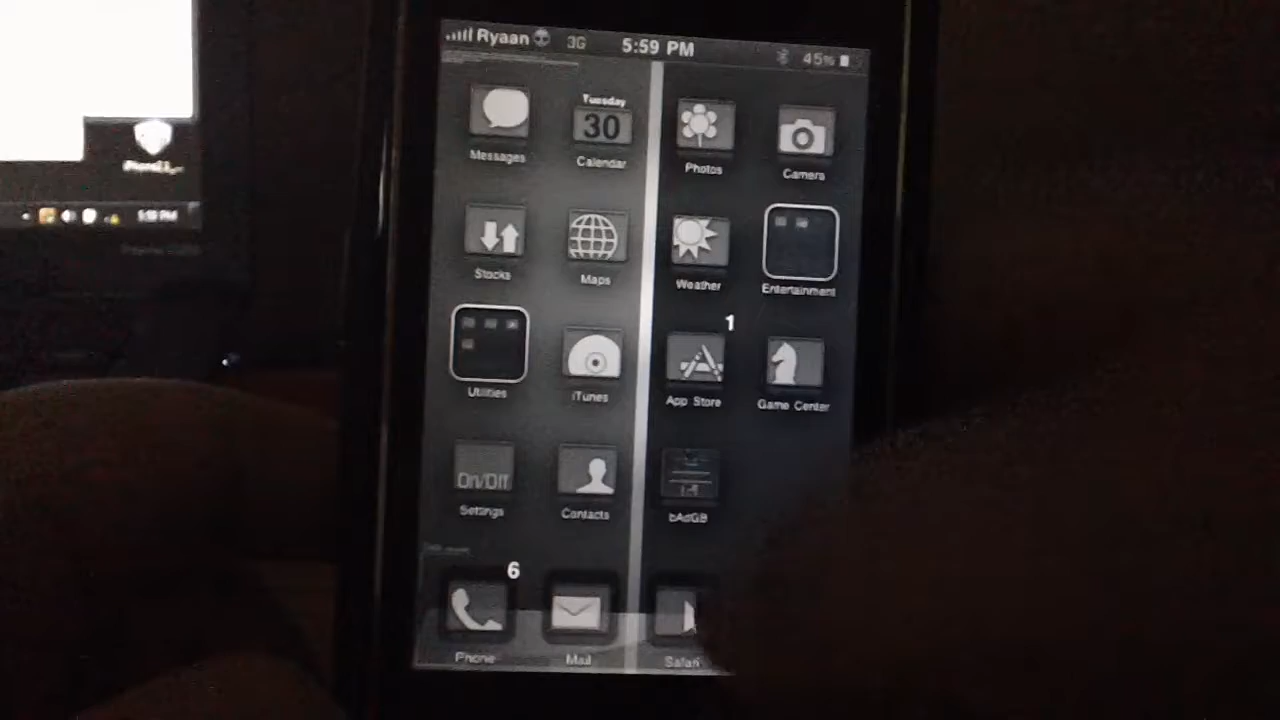 Ryaan 3G 5:59 PM 45%
Tuesday
30
Messages Calendar Photos Camera
Stocks Maps Weather Entertainment
1
Utilities iTunes App Store Game Center
On/Off
Settings Contacts bAdGB
6
Phone Mail Safari
PM